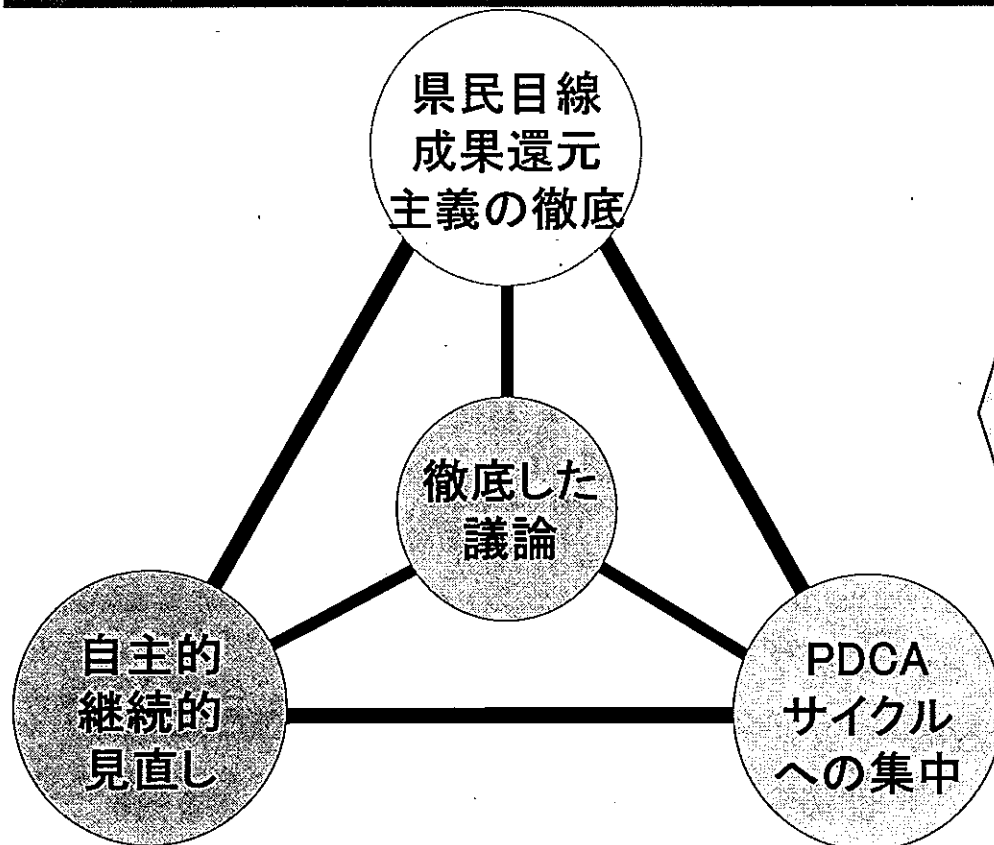 県民目線
成果還元
主義の徹底
徹底した
議論
自主的
継続的
見直し
PDCA
サイクル
への集中